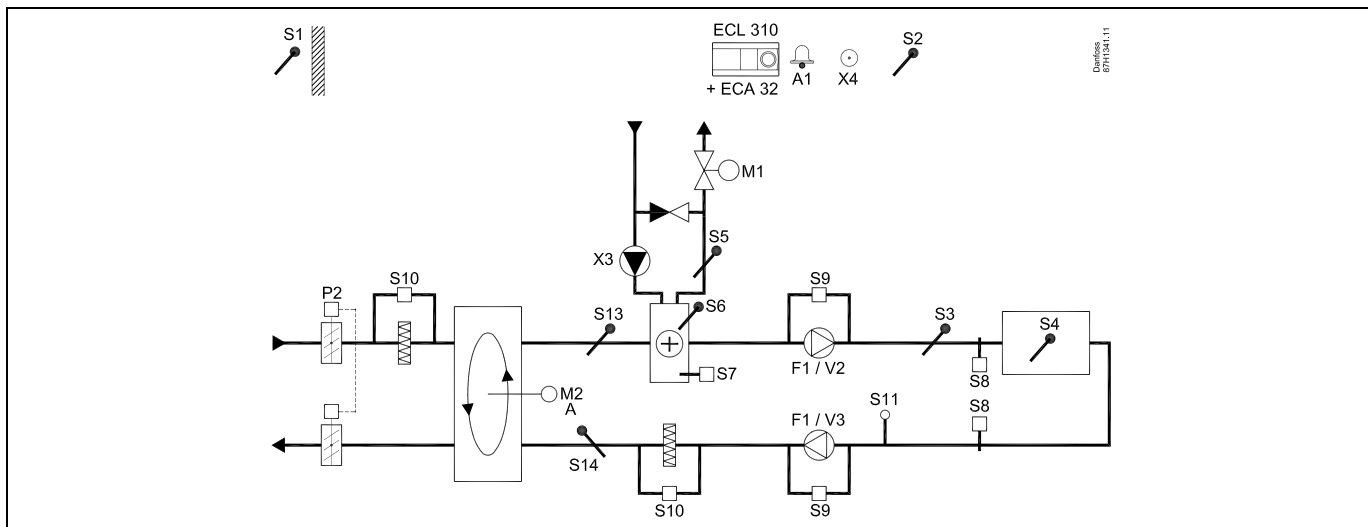 S1
ECL 310
+ ECA 32
A1
X4
S2
Danfoss
87H1341.11
M1
X3
S5
P2
S10
S13
S6
S9
S3
S4
F1 / V2
S7
S8
M2
A
S11
S8
F1 / V3
S14
S10
S9